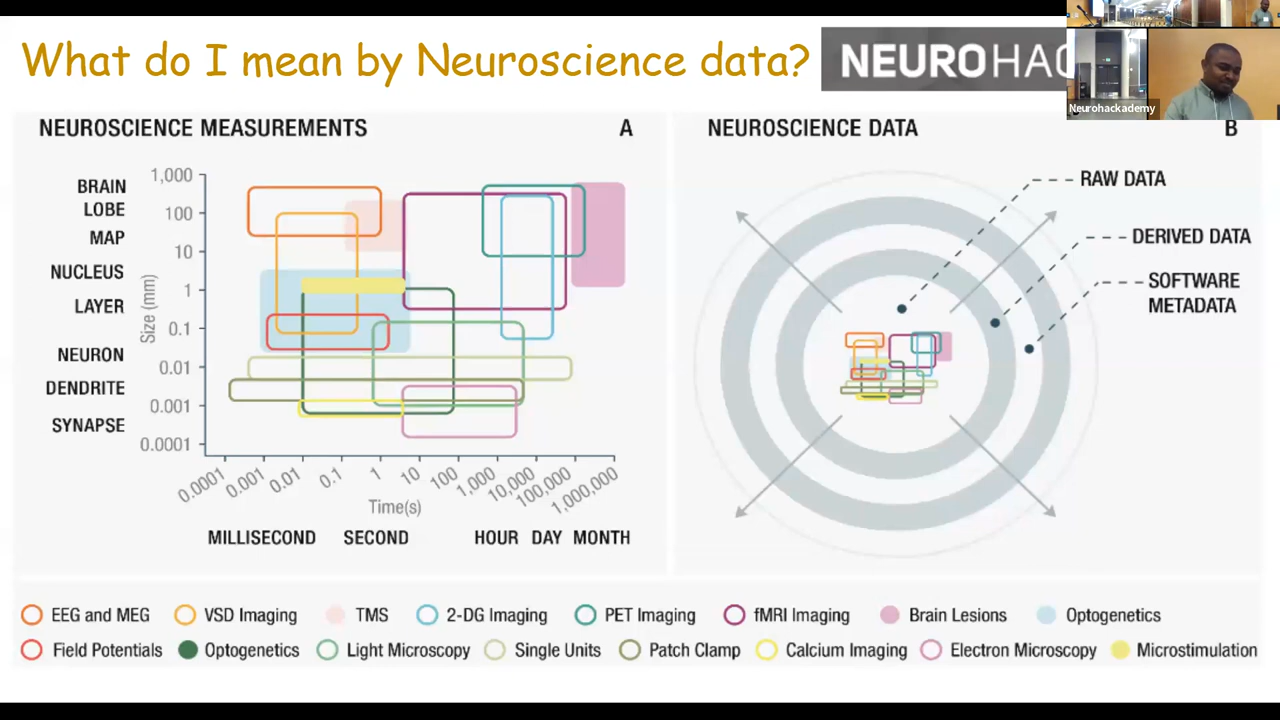 What do I mean by Neuroscience data?
NEUROHAC
Neurohackademy
NEUROSCIENCE MEASUREMENTS
A
BRAIN
LOBE
MAP
NUCLEUS
LAYER
NEURON
DENDRITE
SYNAPSE
Size (mm)
1,000
100
10
1
0.1
0.01
0.001
0.0001
0.0001
0.001
0.01
0.1
1
10
100
1,000
10,000
100,000
1,000,000
Time(s)
MILLISECOND SECOND HOUR DAY MONTH
NEUROSCIENCE DATA
B
RAW DATA
DERIVED DATA
SOFTWARE
METADATA
EEG and MEG VSD Imaging TMS 2-DG Imaging PET Imaging fMRI Imaging Brain Lesions Optogenetics
Field Potentials Optogenetics Light Microscopy Single Units Patch Clamp Calcium Imaging Electron Microscopy Microstimulation